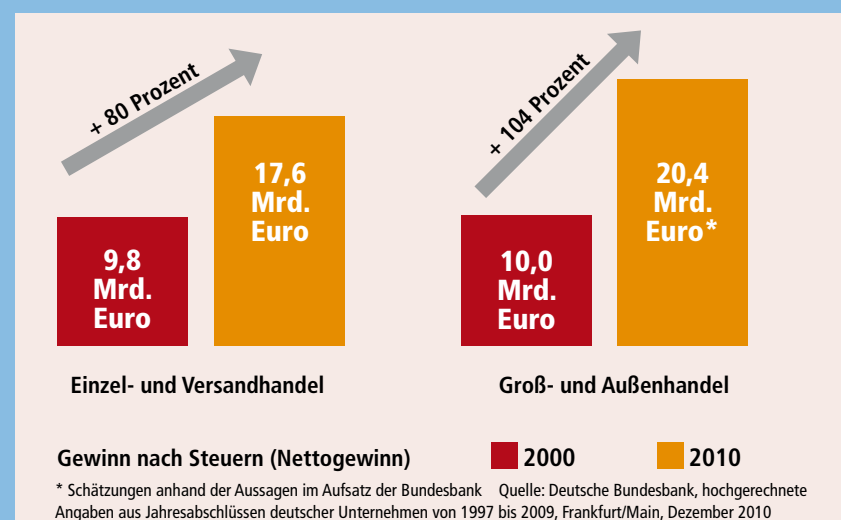 + 80 Prozent
17,6
Mrd.
Euro
9,8
Mrd.
Euro
Einzel- und Versandhandel
+ 104 Prozent
20,4
Mrd.
Euro*
10,0
Mrd.
Euro
Groß- und Außenhandel
Gewinn nach Steuern (Nettogewinn) 2000 2010
* Schätzungen anhand der Aussagen im Aufsatz der Bundesbank Quelle: Deutsche Bundesbank, hochgerechnete
Angaben aus Jahresabschlüssen deutscher Unternehmen von 1997 bis 2009, Frankfurt/Main, Dezember 2010